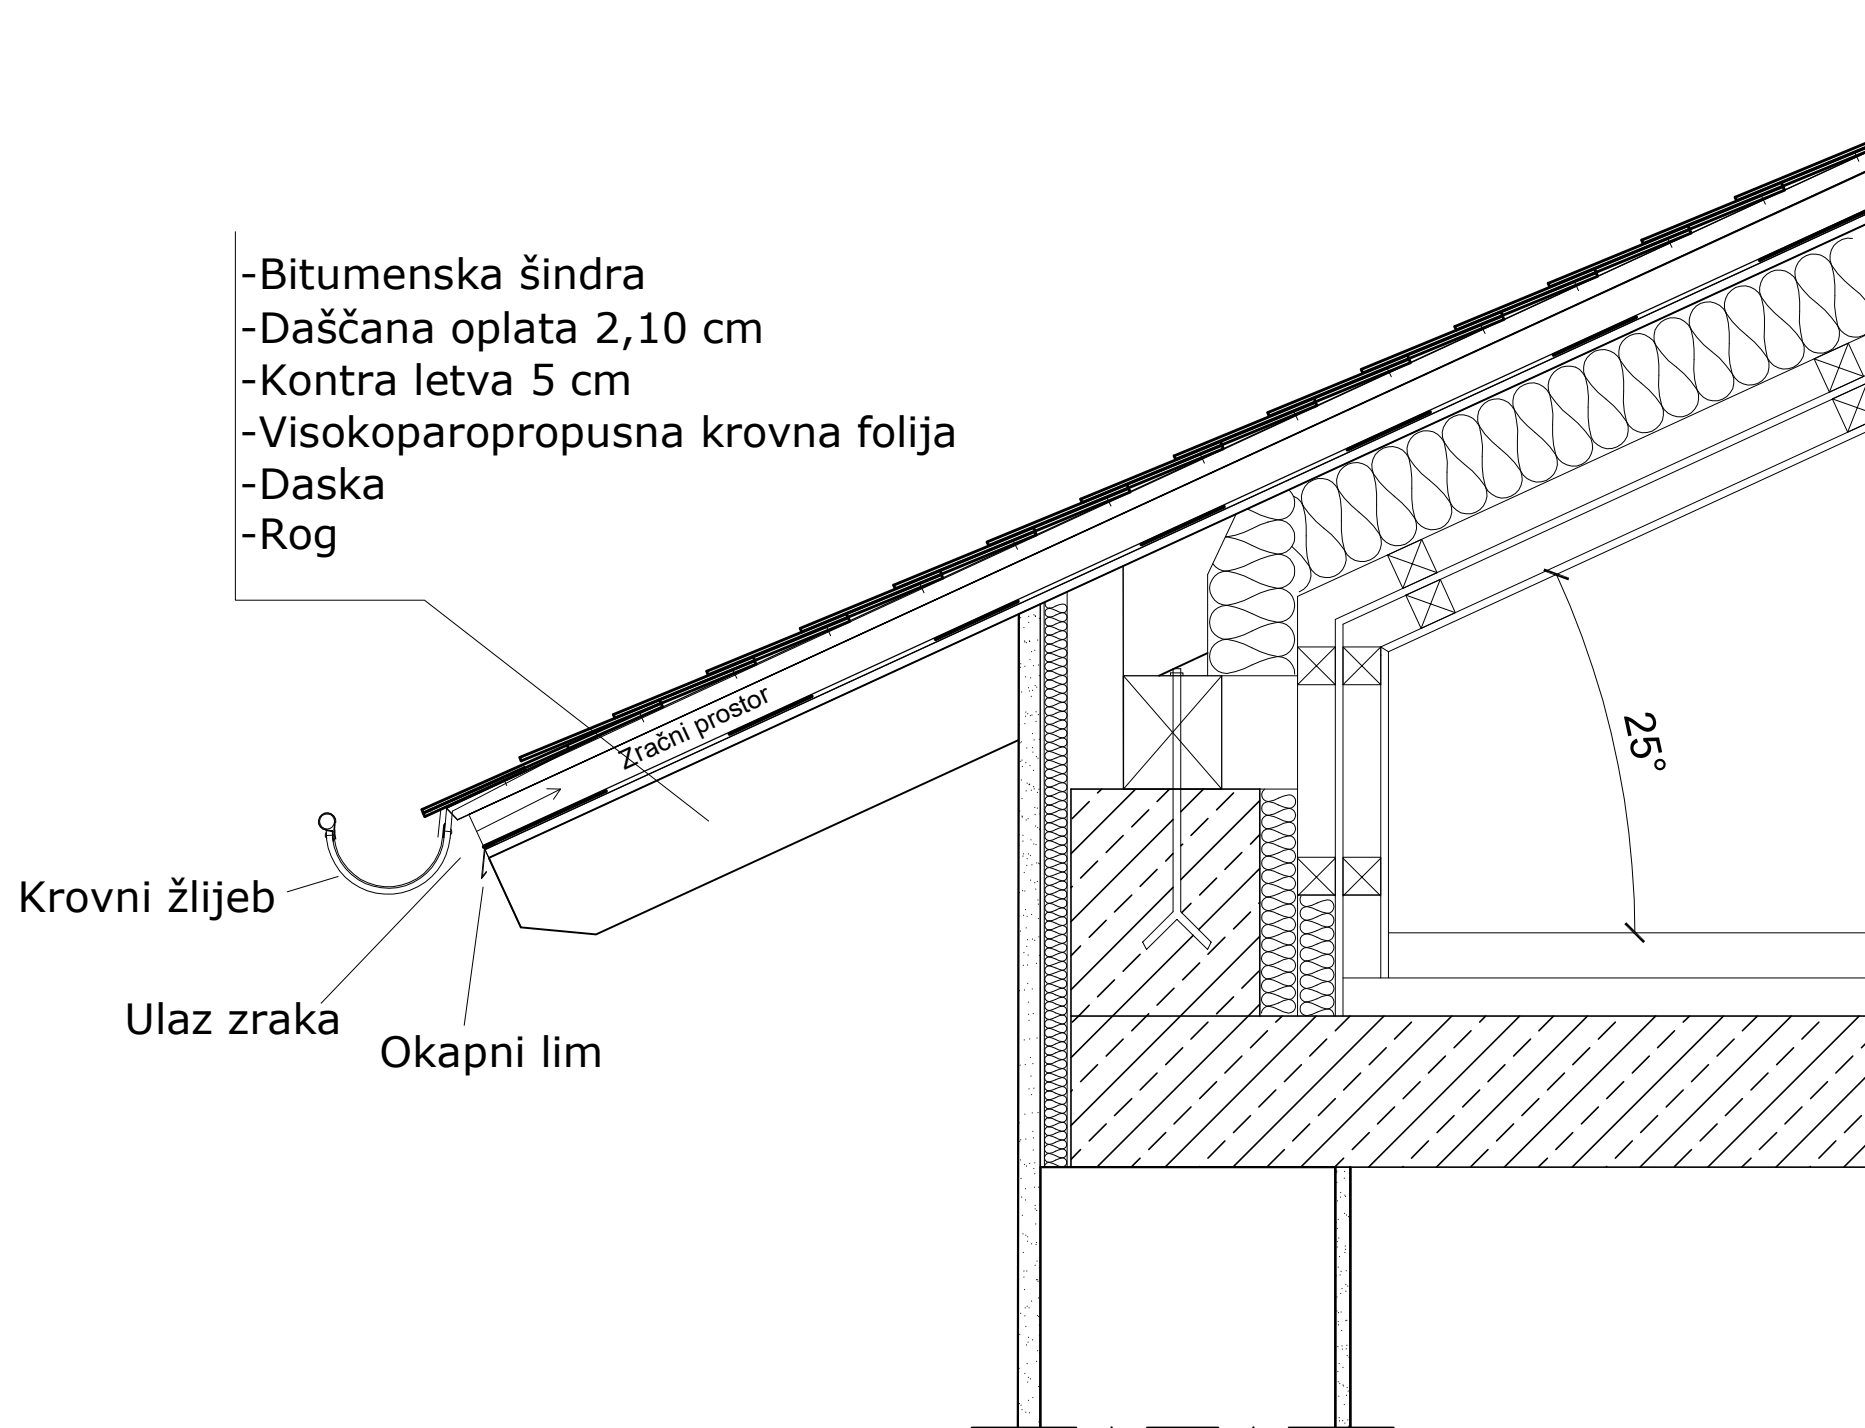 -Bitumenska šindra
-Daščana oplata 2,10 cm
-Kontra letva 5 cm
-Visokoparopropusna krovna folija
-Daska
-Rog
Zračni prostor
25°
Krovni žlijeb
Ulaz zraka
Okapni lim